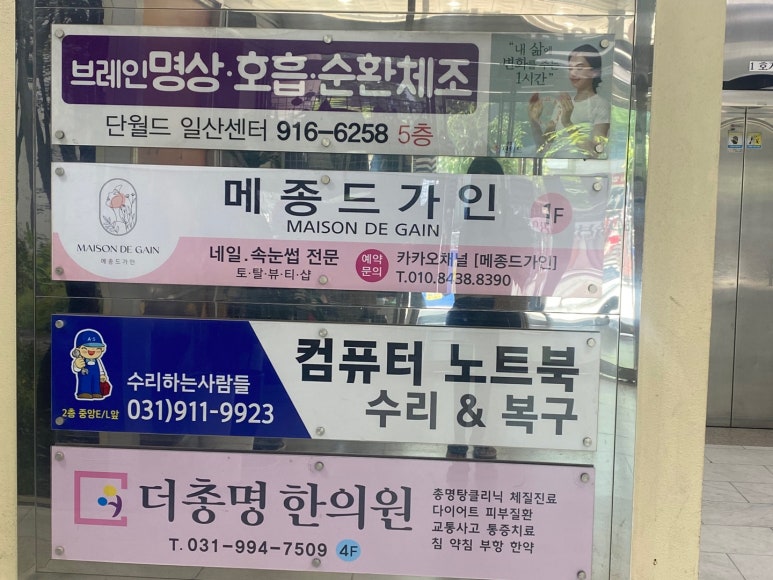 브레인명상·호흡·순환체조
단월드 일산센터 916-6258 5층
"내 삶에
변화를 주는
1시간"
메종드가인
MAISON DE GAIN
1F
MAISON DE GAIN
메종드가인
네일.속눈썹 전문
토·탈·뷰·티·샵
예약
문의
카카오채널 [메종드가인]
T.010.8438.8390
수리하는사람들
031)911-9923
2층 중앙E/L앞
컴퓨터 노트북
수리 & 복구
더총명 한의원
T. 031-994-7509 4F
총명탕클리닉 체질진료
다이어트 피부질환
교통사고 통증치료
침 약침 부항 한약